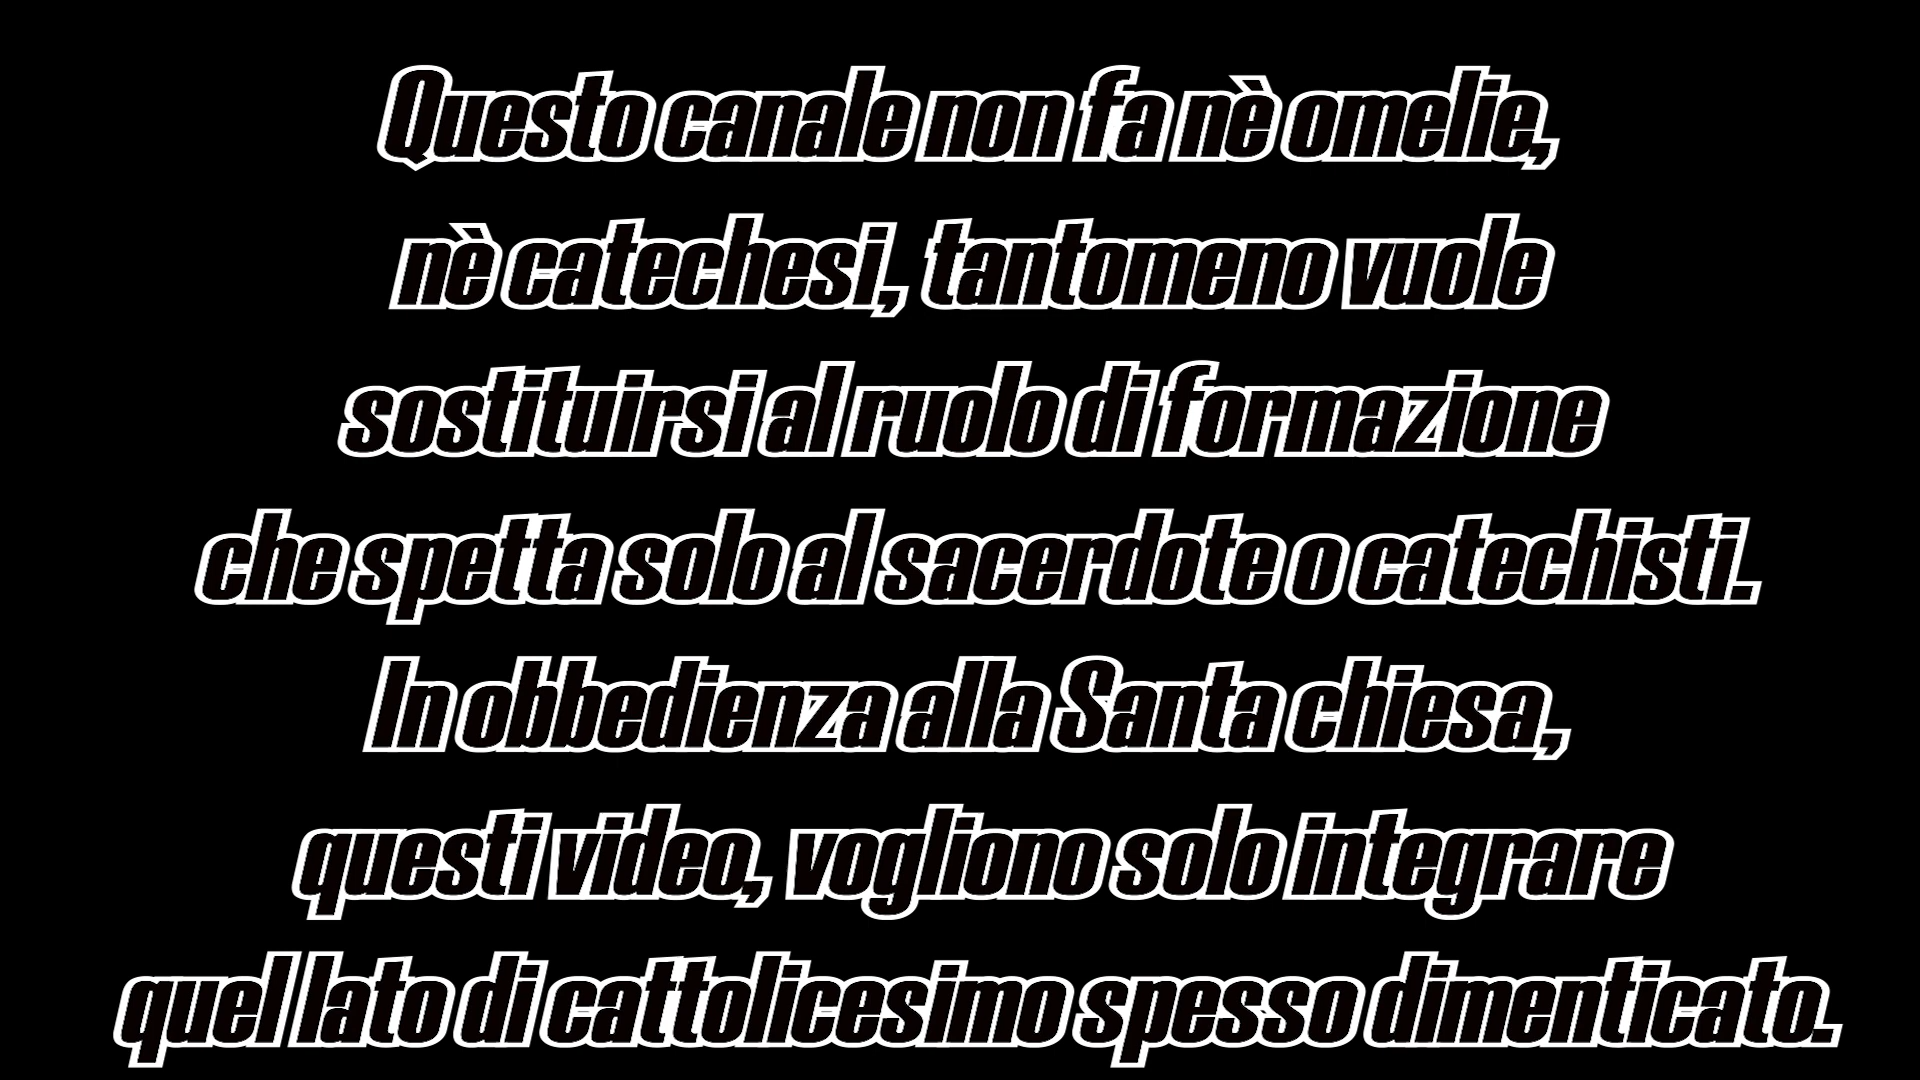 Questo canale non fa nè omelie,
nè catechesi, tantomeno vuole
sostituirsi al ruolo di formazione
che spetta solo al sacerdote o catechisti.
In obbedienza alla Santa chiesa,
questi video, vogliono solo integrare
quel lato di cattolicesimo spesso dimenticato.